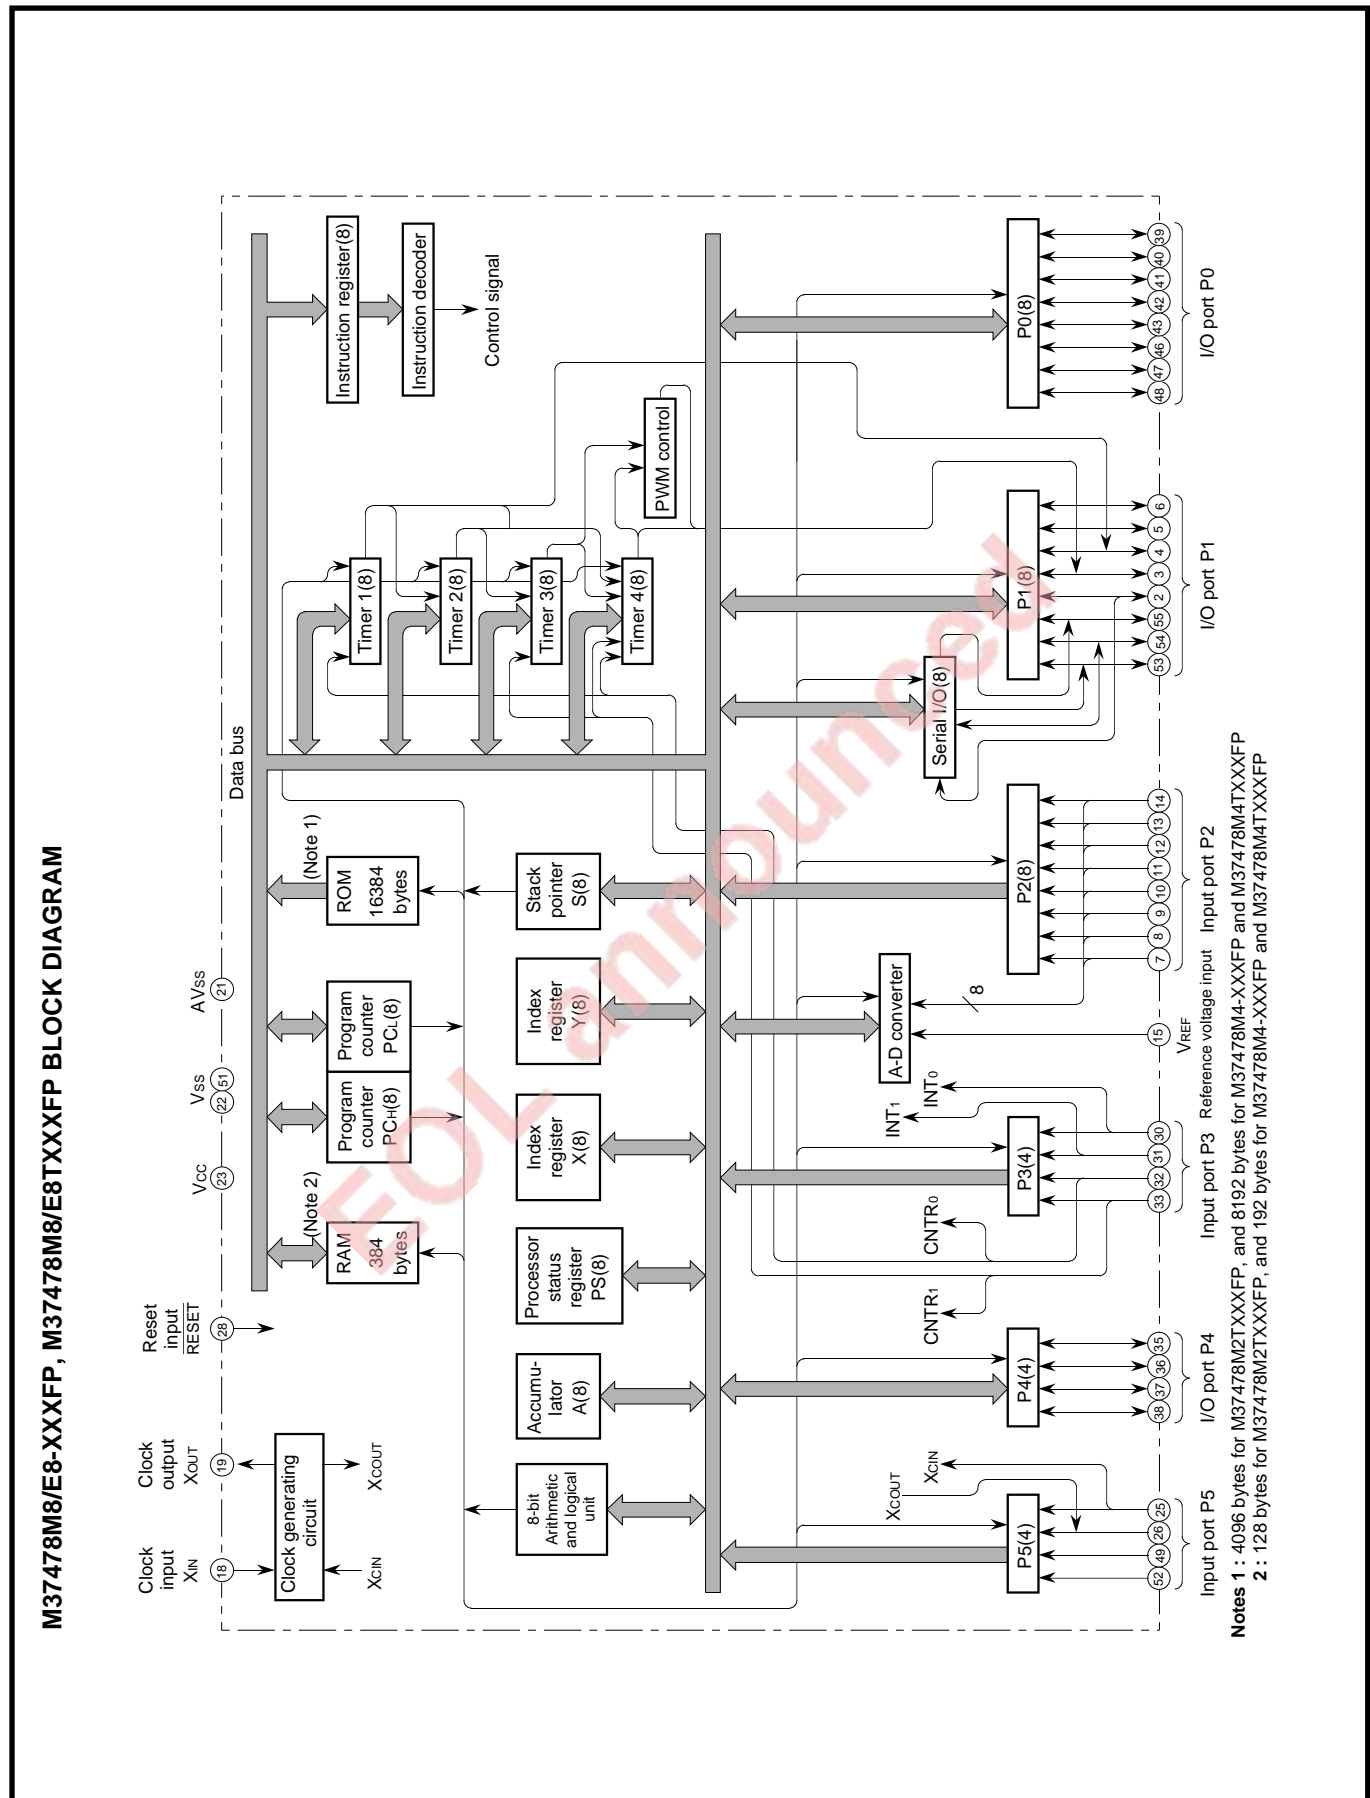 M37478M8/E8-XXXFP, M37478M8/E8TXXXFP BLOCK DIAGRAM
Clock
input
XIN
18
Clock
output
XOUT
19
Reset
input
RESET
28
VCC
23
VSS
22
51
AVSS
21
Data bus
Clock generating
circuit
XCIN
XCOUT
RAM
384
bytes
(Note 2)
Program
counter
PCH(8)
Program
counter
PCL(8)
ROM
16384
bytes
(Note 1)
Timer 1(8)
Timer 2(8)
Timer 3(8)
Timer 4(8)
Instruction register(8)
Instruction decoder
Control signal
PWM control
8-bit
Arithmetic
and logical
unit
Accumu-
lator
A(8)
Processor
status
register
PS(8)
Index
register
X(8)
Index
register
Y(8)
Stack
pointer
S(8)
XCOUT
XCIN
CNTR1
CNTR0
INT1
INT0
A-D converter
8
Serial I/O(8)
P5(4)
P4(4)
P3(4)
P2(8)
P1(8)
P0(8)
52
49
26
25
38
37
36
35
33
32
31
30
15
VREF
7
8
9
10
11
12
13
14
53
54
55
2
3
4
5
6
48
47
46
43
42
41
40
39
Input port P5
I/O port P4
Input port P3
Reference voltage input
Input port P2
I/O port P1
I/O port P0
Notes 1 : 4096 bytes for M37478M2TXXXFP, and 8192 bytes for M37478M4-XXXFP and M37478M4TXXXFP
2 : 128 bytes for M37478M2TXXXFP, and 192 bytes for M37478M4-XXXFP and M37478M4TXXXFP
EOL announced